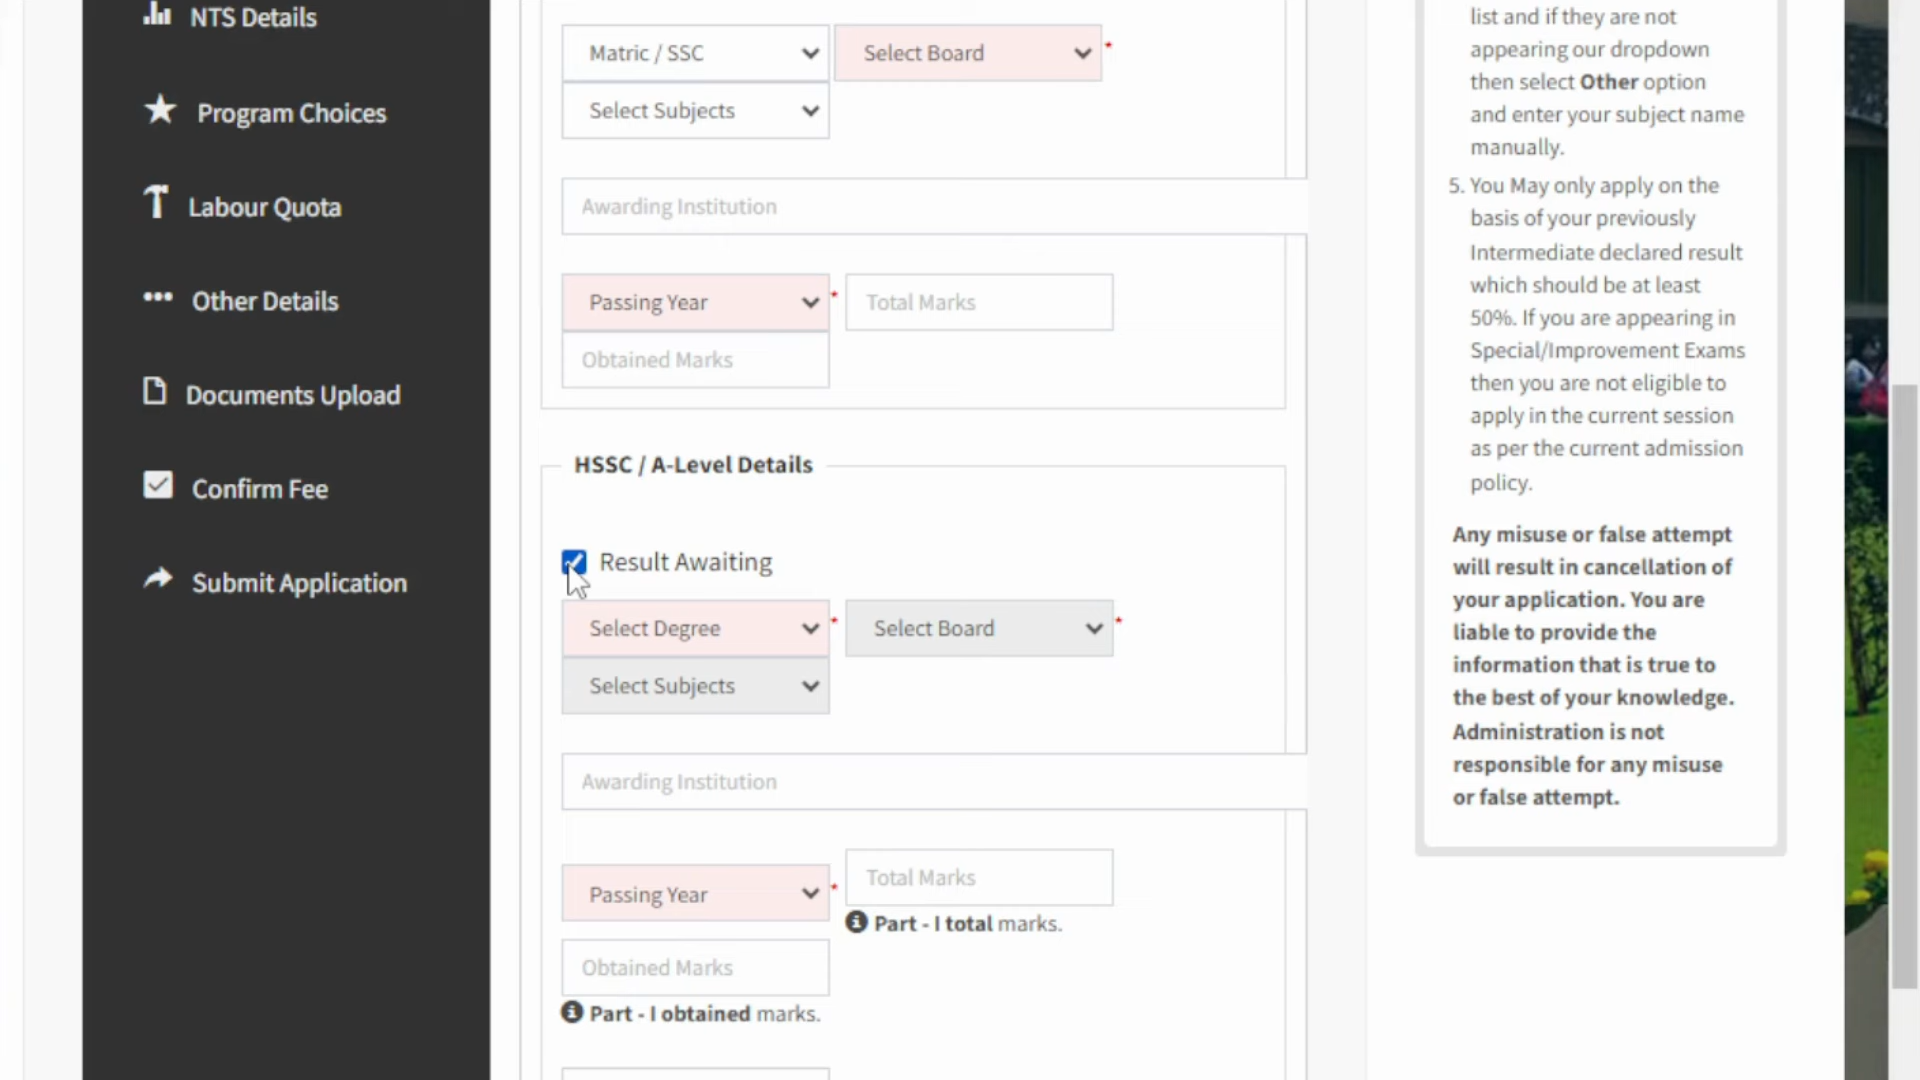 NTS Details
Program Choices
Labour Quota
Other Details
Documents Upload
Confirm Fee
Submit Application
Matric / SSC
Select Board
*
Select Subjects
Awarding Institution
Passing Year
*
Total Marks
Obtained Marks
HSSC / A-Level Details
Result Awaiting
Select Degree
*
Select Board
*
Select Subjects
Awarding Institution
Passing Year
*
Total Marks
Part - I total marks.
Obtained Marks
Part - I obtained marks.
list and if they are not
appearing our dropdown
then select Other option
and enter your subject name
manually.
5. You May only apply on the
basis of your previously
Intermediate declared result
which should be at least
50%. If you are appearing in
Special/Improvement Exams
then you are not eligible to
apply in the current session
as per the current admission
policy.
Any misuse or false attempt
will result in cancellation of
your application. You are
liable to provide the
information that is true to
the best of your knowledge.
Administration is not
responsible for any misuse
or false attempt.